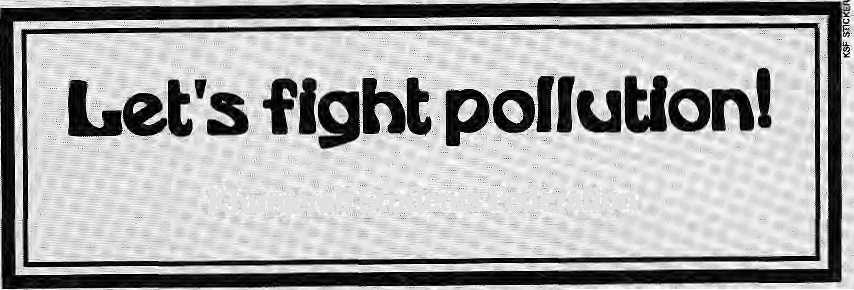 Let's fight pollution!
KSF STICKER